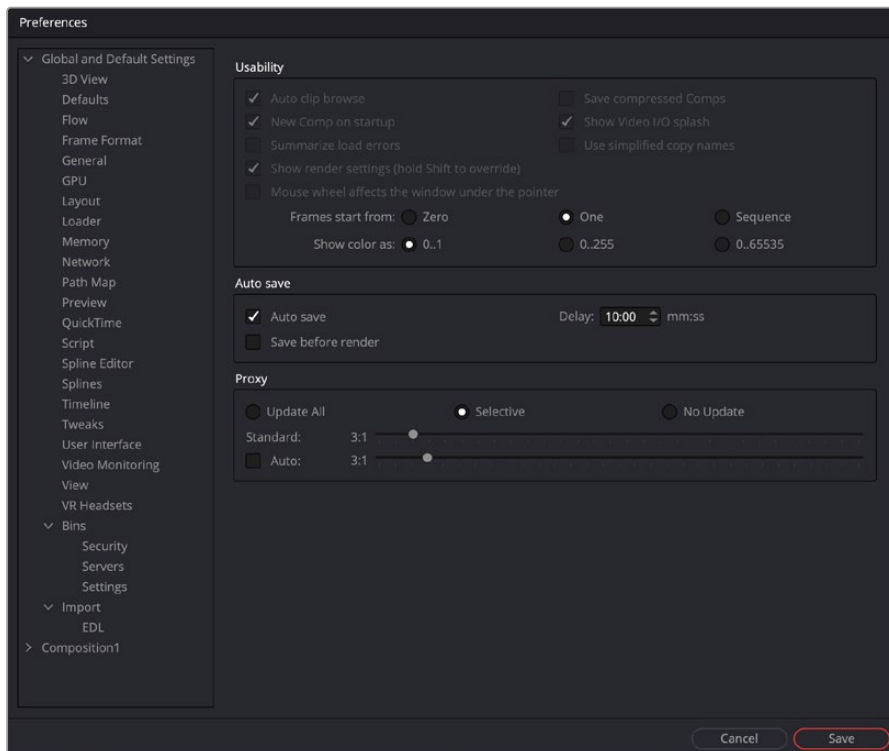 Preferences
Global and Default Settings
3D View
Defaults
Flow
Frame Format
General
GPU
Layout
Loader
Memory
Network
Path Map
Preview
QuickTime
Script
Spline Editor
Splines
Timeline
Tweaks
User Interface
Video Monitoring
View
VR Headsets
Bins
Security
Servers
Settings
Import
EDL
Composition1
Usability
Auto clip browse Save compressed Comps
New Comp on startup Show Video I/O splash
Summarize load errors Use simplified copy names
Show render settings (hold Shift to override)
Mouse wheel affects the window under the pointer
Frames start from: Zero One Sequence
Show color as: 0..1 0..255 0..65535
Auto save
Auto save Delay: 10:00 mm:ss
Save before render
Proxy
Update All Selective No Update
Standard: 3:1
Auto: 3:1
Cancel Save